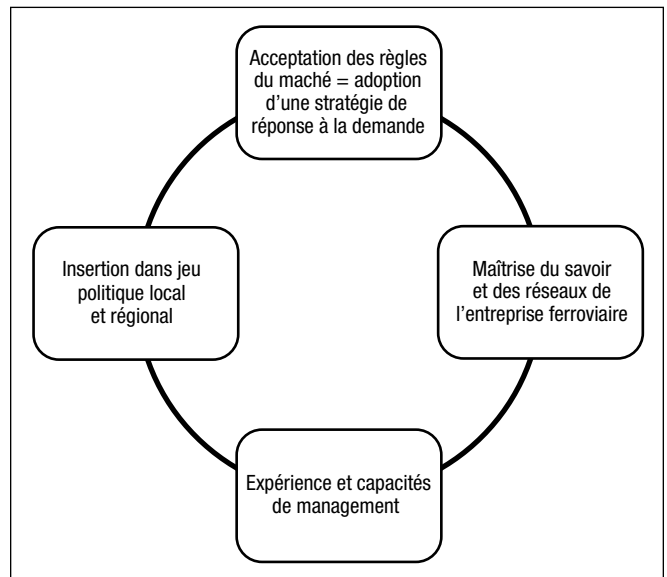 Acceptation des règles
du maché = adoption
d’une stratégie de
réponse à la demande
Insertion dans jeu
politique local
et régional
Maîtrise du savoir
et des réseaux de
l’entreprise ferroviaire
Expérience et capacités
de management